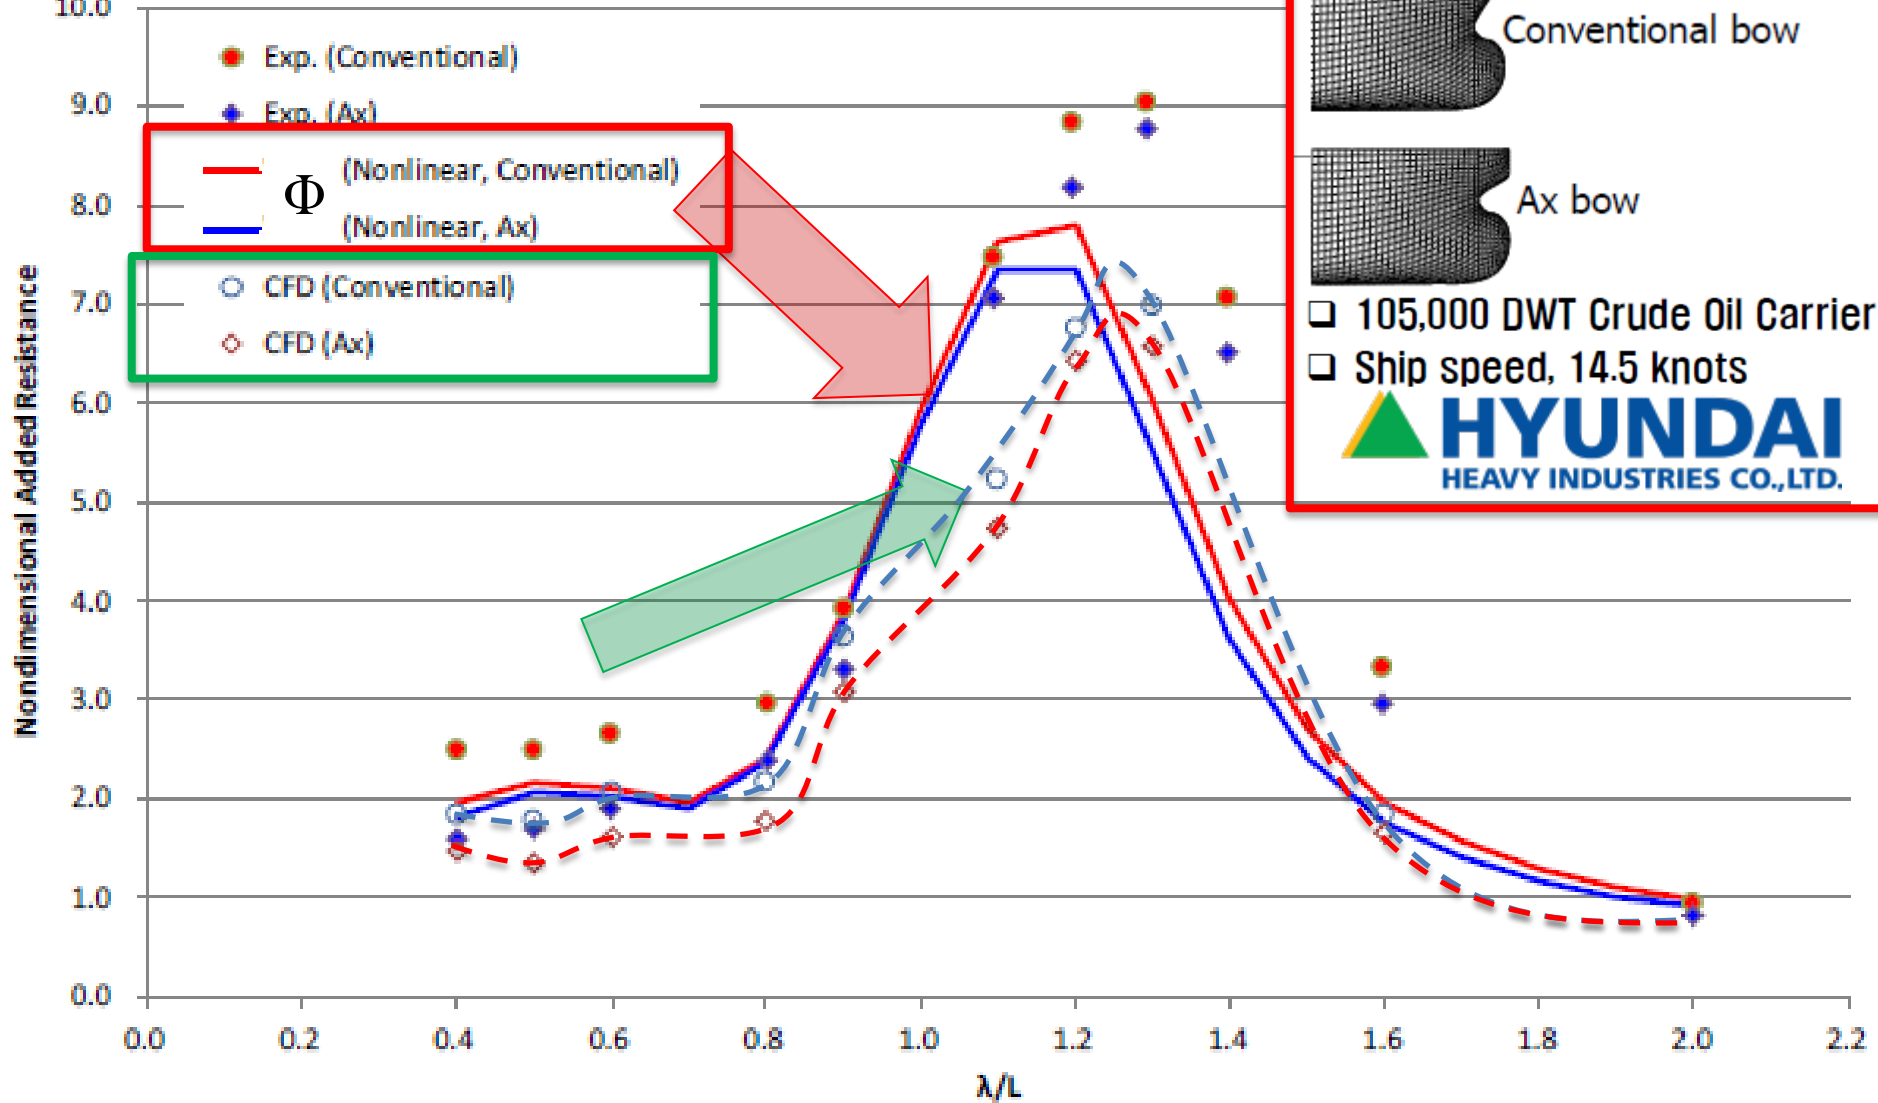 10.0
9.0
8.0
7.0
6.0
5.0
4.0
3.0
2.0
1.0
0.0
Nondimensional Added Resistance
Exp. (Conventional)
Exp. (Ax)
Φ
(Nonlinear, Conventional)
(Nonlinear, Ax)
CFD (Conventional)
CFD (Ax)
Conventional bow
Ax bow
❑ 105,000 DWT Crude Oil Carrier
❑ Ship speed, 14.5 knots
HYUNDAI
HEAVY INDUSTRIES CO.,LTD.
0.0 0.2 0.4 0.6 0.8 1.0 1.2 1.4 1.6 1.8 2.0 2.2
λ/L